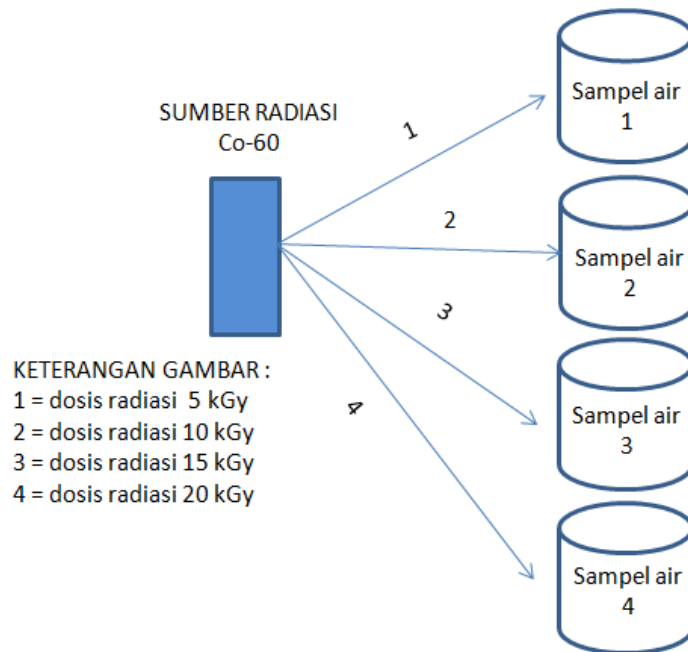 SUMBER RADIASI
Co-60
1
2
3
4
Sampel air
1
Sampel air
2
Sampel air
3
Sampel air
4
KETERANGAN GAMBAR :
1 = dosis radiasi 5 kGy
2 = dosis radiasi 10 kGy
3 = dosis radiasi 15 kGy
4 = dosis radiasi 20 kGy